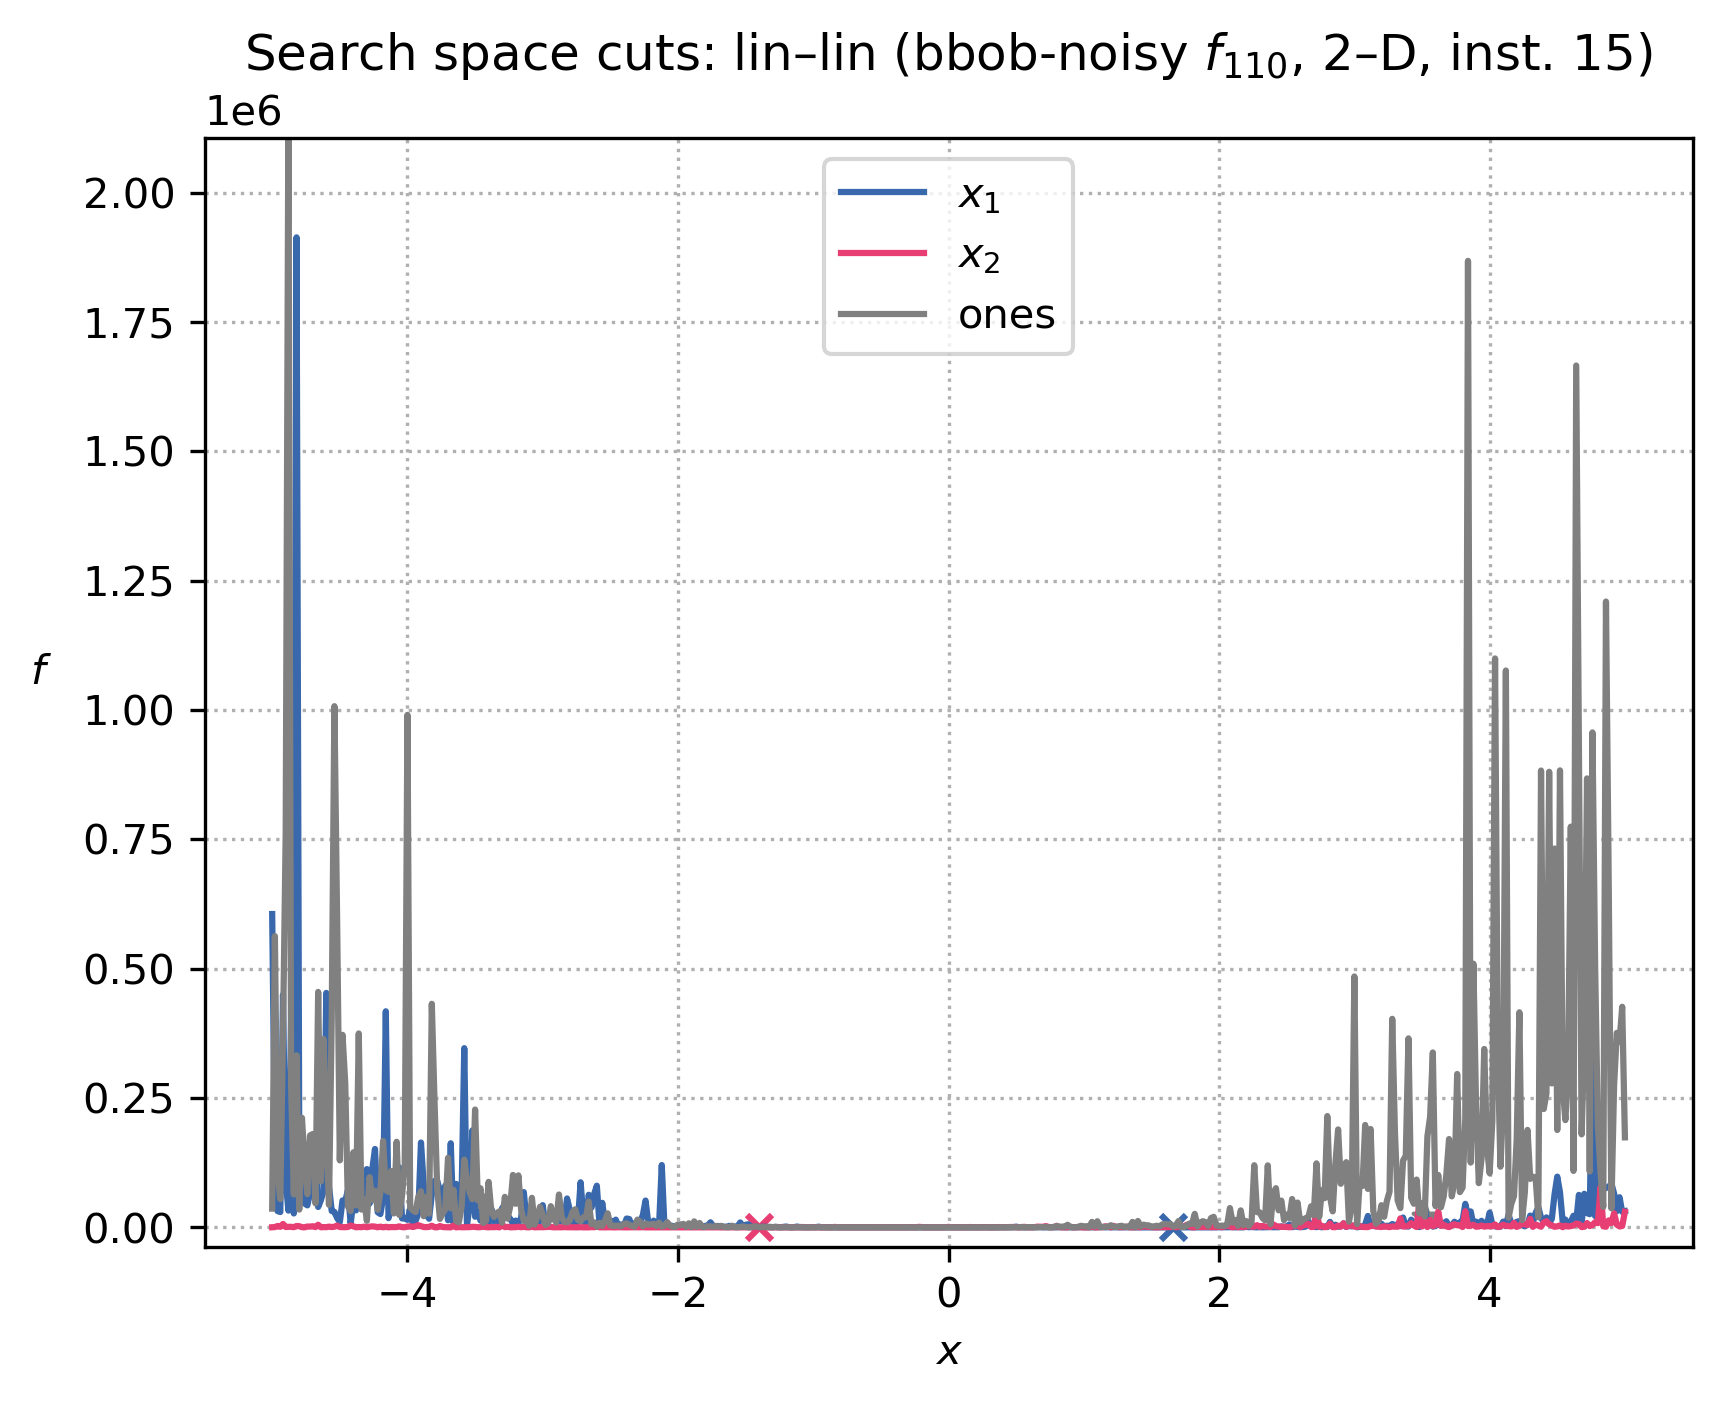 Search space cuts: lin–lin (bbob-noisy f₁₁₀, 2–D, inst. 15)
1e6
x₁
x₂
ones
2.00
1.75
1.50
1.25
1.00
0.75
0.50
0.25
0.00
f
−4 −2 0 2 4
x